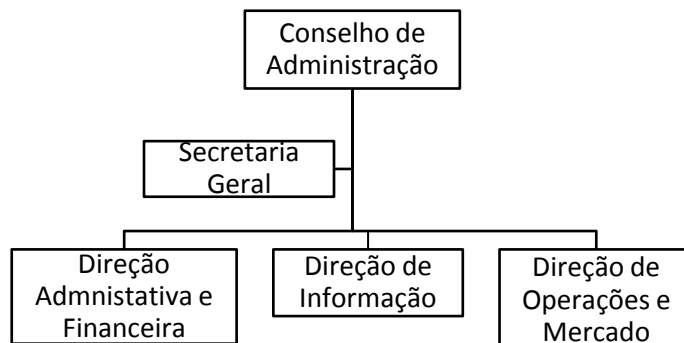 Conselho de
Administração
Secretaria
Geral
Direção
Admnistativa e
Financeira
Direção de
Informação
Direção de
Operações e
Mercado